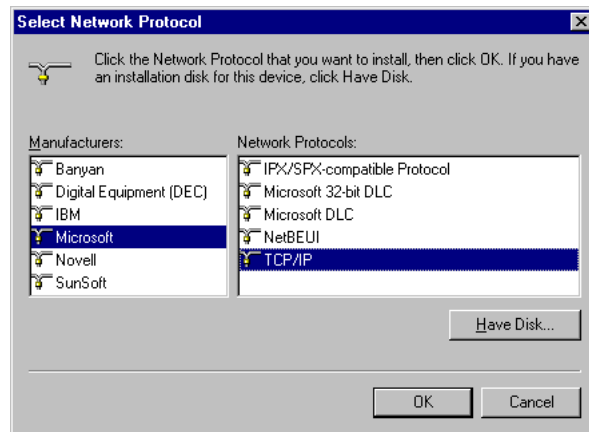 Select Network Protocol
Click the Network Protocol that you want to install, then click OK. If you have
an installation disk for this device, click Have Disk.
Manufacturers:
Banyan
Digital Equipment (DEC)
IBM
Microsoft
Novell
SunSoft
Network Protocols:
IPX/SPX-compatible Protocol
Microsoft 32-bit DLC
Microsoft DLC
NetBEUI
TCP/IP
Have Disk...
OK
Cancel